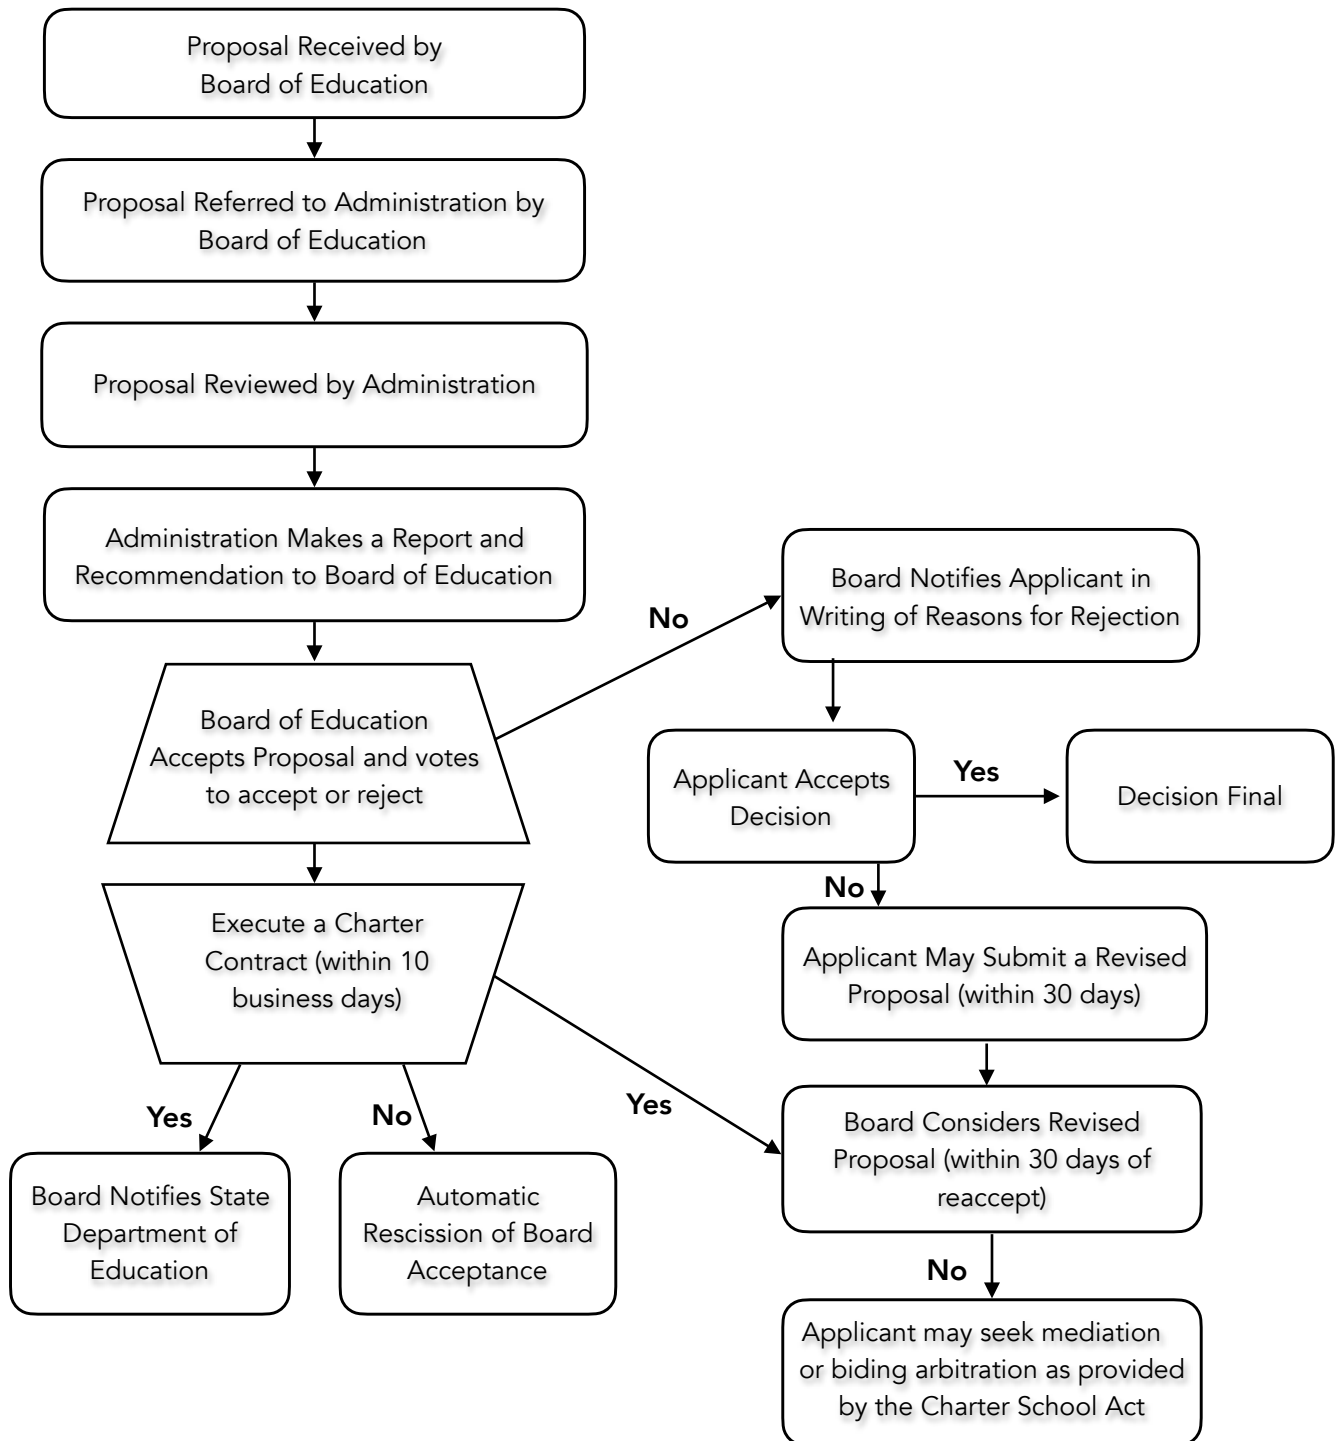 Proposal Received by
Board of Education
Proposal Referred to Administration by
Board of Education
Proposal Reviewed by Administration
Administration Makes a Report and
Recommendation to Board of Education
Board of Education
Accepts Proposal and votes
to accept or reject
No
Board Notifies Applicant in
Writing of Reasons for Rejection
Applicant Accepts
Decision
Yes
Decision Final
No
Applicant May Submit a Revised
Proposal (within 30 days)
Execute a Charter
Contract (within 10
business days)
Yes
Board Considers Revised
Proposal (within 30 days of
reaccept)
Yes
Board Notifies State
Department of
Education
No
Automatic
Rescission of Board
Acceptance
No
Applicant may seek mediation
or biding arbitration as provided
by the Charter School Act